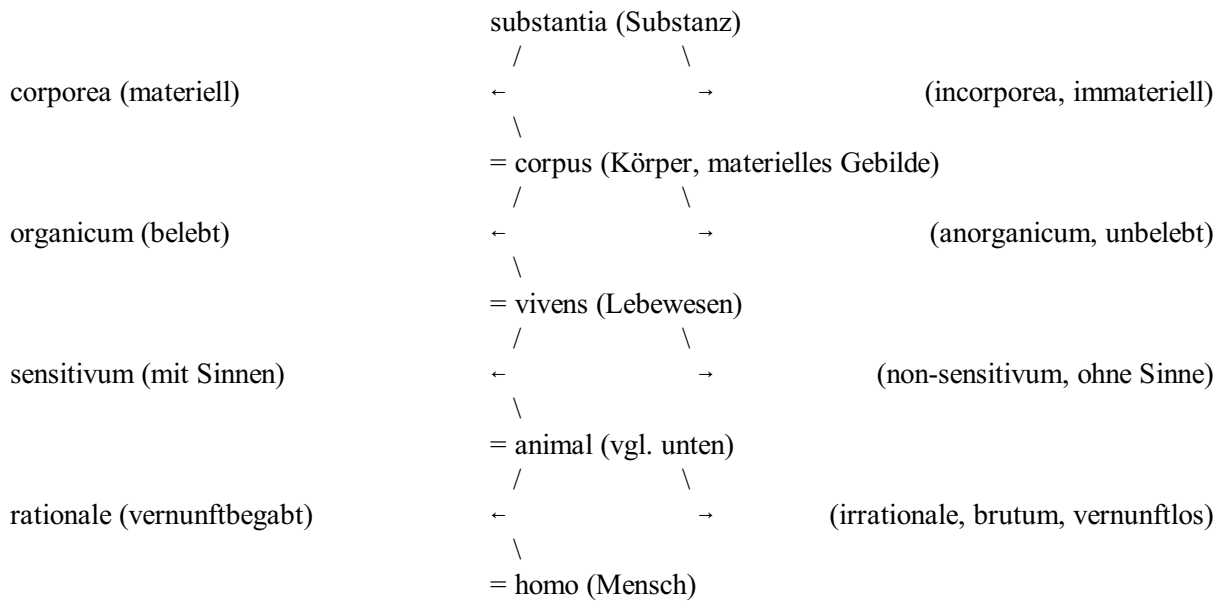 substantia (Substanz)
/ \
corporea (materiell) ← → (incorporea, immateriell)
\
= corpus (Körper, materielles Gebilde)
/ \
organicum (belebt) ← → (anorganicum, unbelebt)
\
= vivens (Lebewesen)
/ \
sensitivum (mit Sinnen) ← → (non-sensitivum, ohne Sinne)
\
= animal (vgl. unten)
/ \
rationale (vernunftbegabt) ← → (irrationale, brutum, vernunftlos)
\
= homo (Mensch)